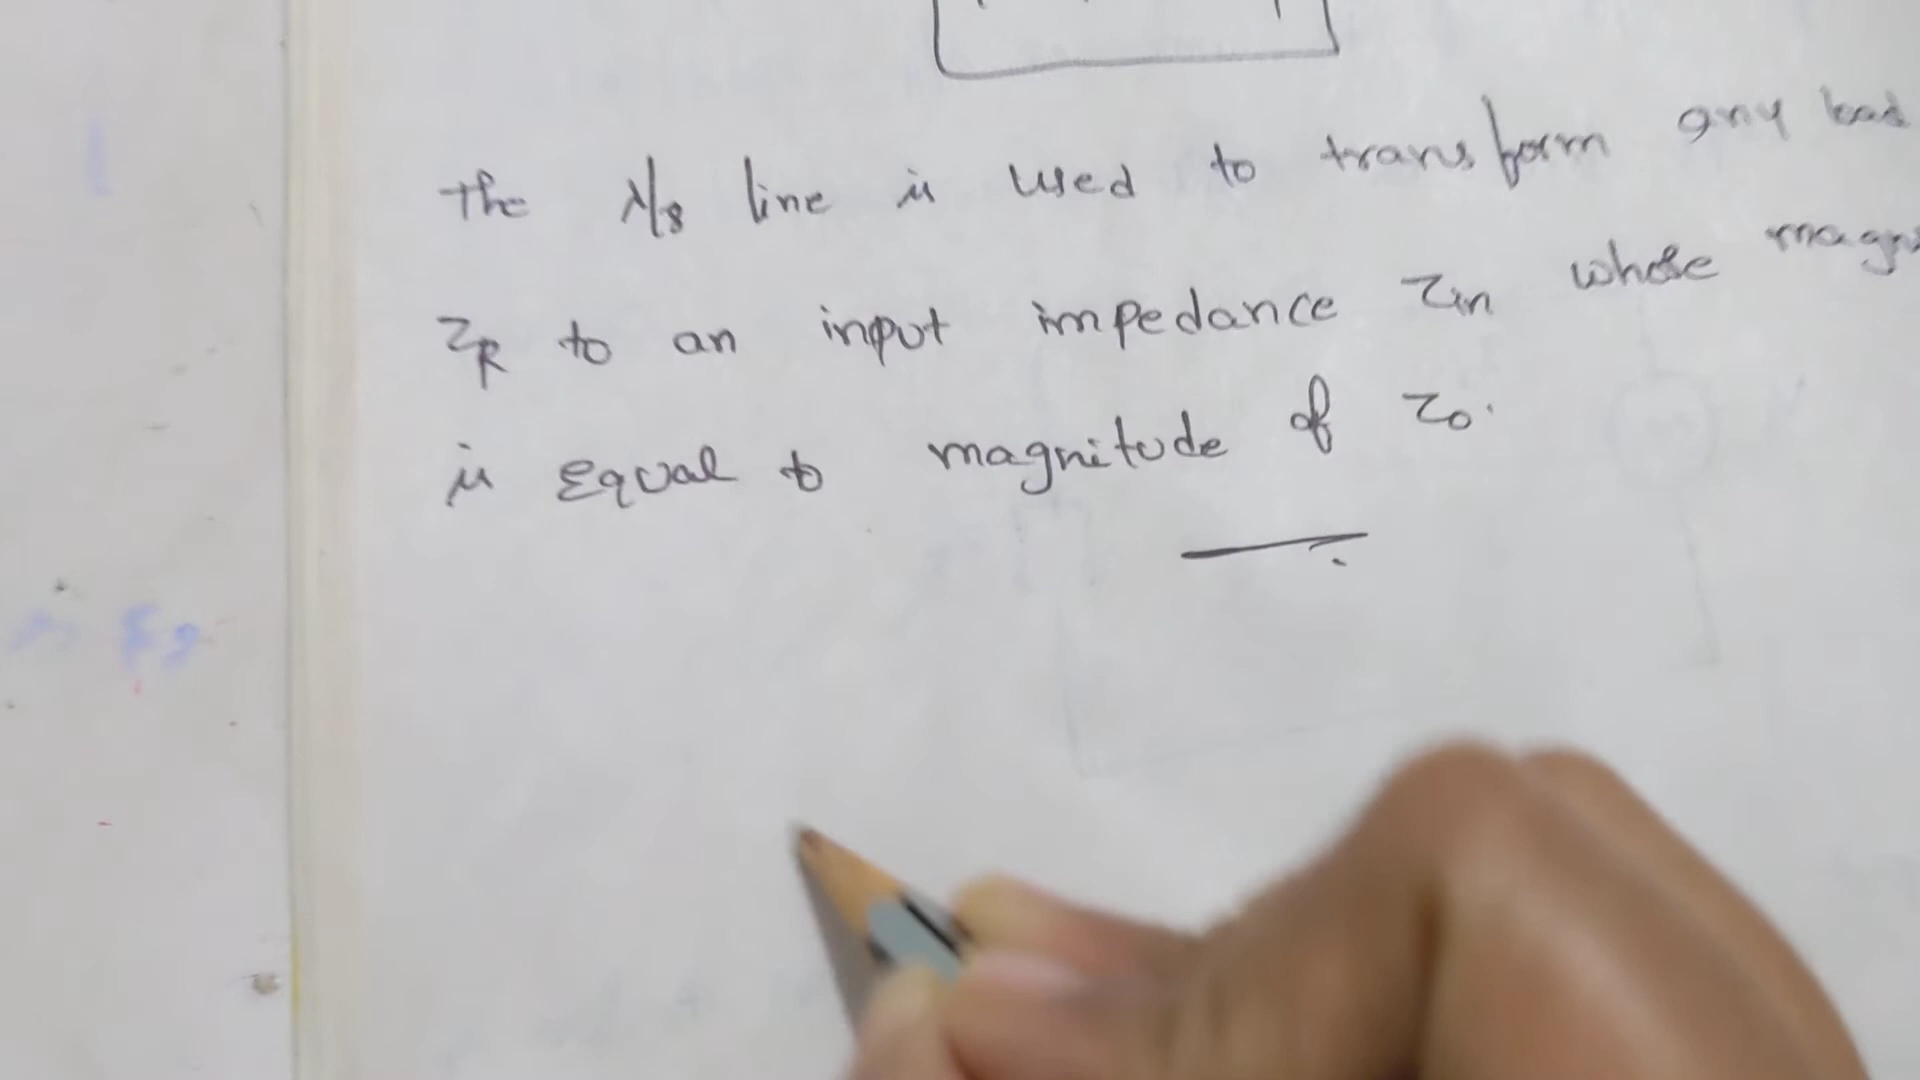 The λ/8 line is used to transform any load
ZR to an input impedance Zin whose
is equal to magnitude of Z0.